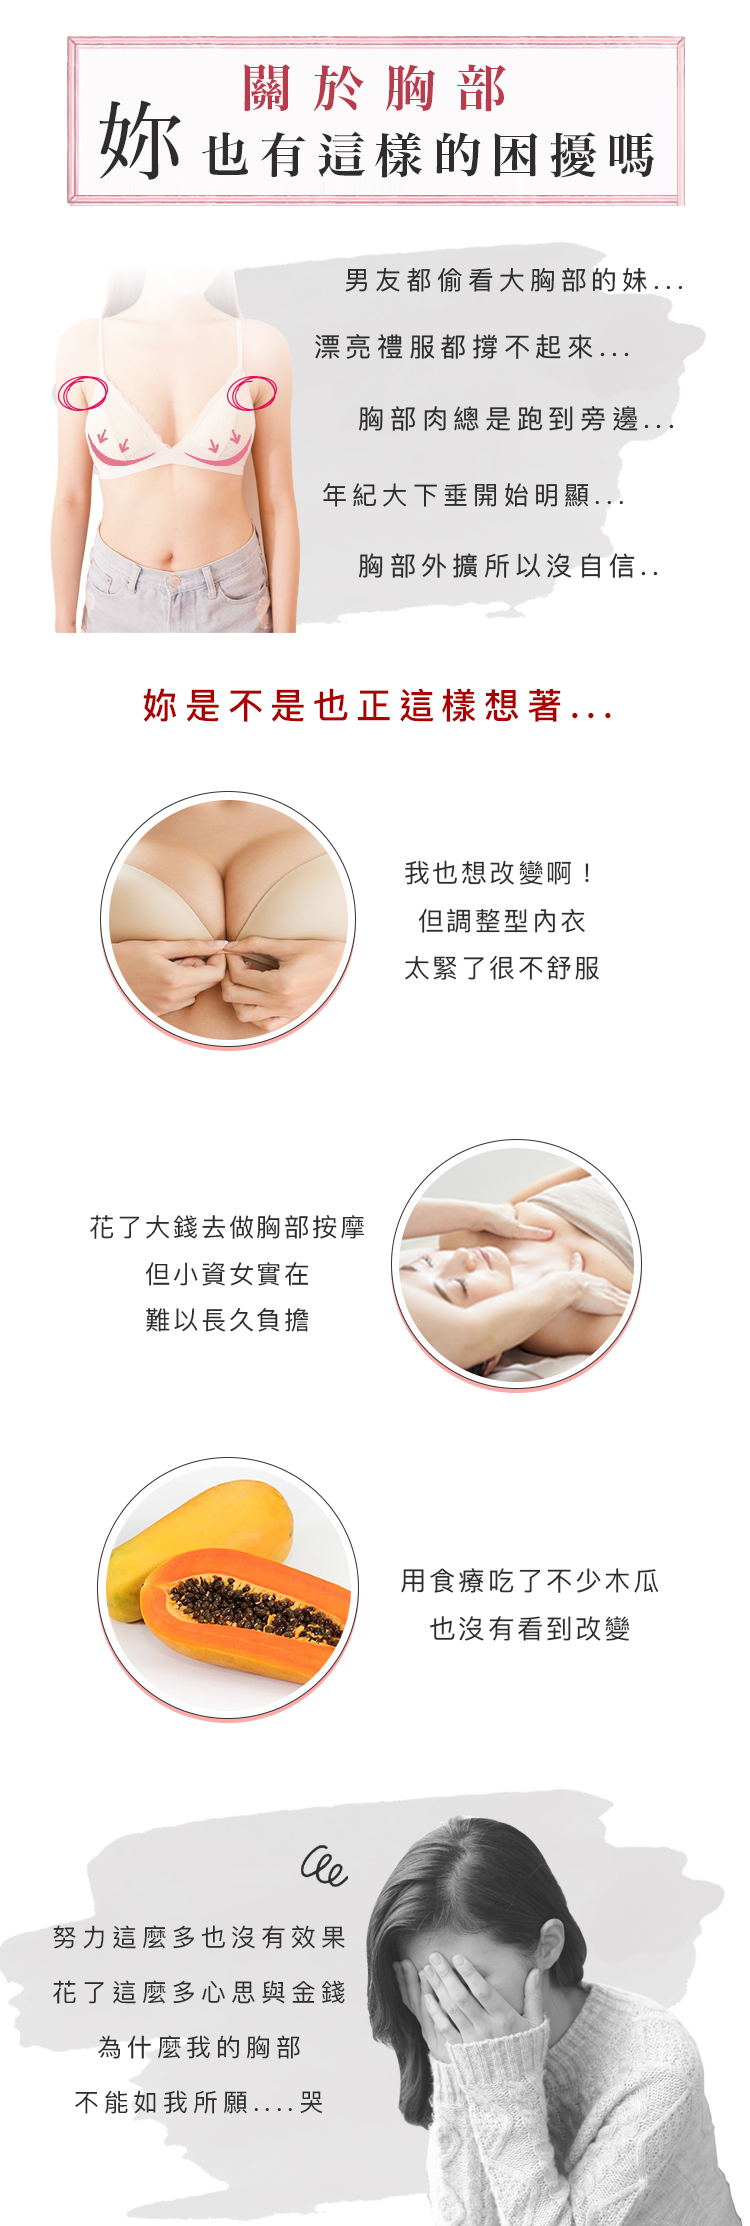 關於胸部
妳也有這樣的困擾嗎
男友都偷看大胸部的妹...
漂亮禮服都撐不起來...
胸部肉總是跑到旁邊...
年紀大下垂開始明顯...
胸部外擴所以沒自信..
妳是不是也正這樣想著...
我也想改變啊！
但調整型內衣
太緊了很不舒服
花了大錢去做胸部按摩
但小資女實在
難以長久負擔
用食療吃了不少木瓜
也沒有看到改變
努力這麼多也沒有效果
花了這麼多心思與金錢
為什麼我的胸部
不能如我所願....哭